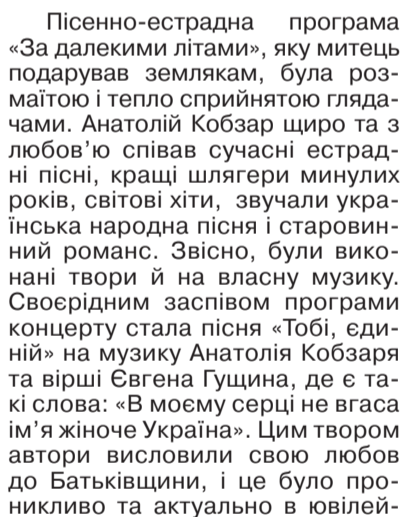 Пісенно-естрадна програма
«За далекими літами», яку митець
подарував землякам, була роз-
маїтою і тепло сприйнятою гляда-
чами. Анатолій Кобзар щиро та з
любов’ю співав сучасні естрад-
ні пісні, кращі шлягери минулих
років, світові хіти, звучали укра-
їнська народна пісня і старовин-
ний романс. Звісно, були вико-
нані твори й на власну музику.
Своєрідним заспівом програми
концерту стала пісня «Тобі, єди-
ній» на музику Анатолія Кобзаря
та вірші Євгена Гущина, де є та-
кі слова: «В моєму серці не вгаса
ім’я жіноче Україна». Цим твором
автори висловили свою любов
до Батьківщини, і це було про-
никливо та актуально в ювілей-